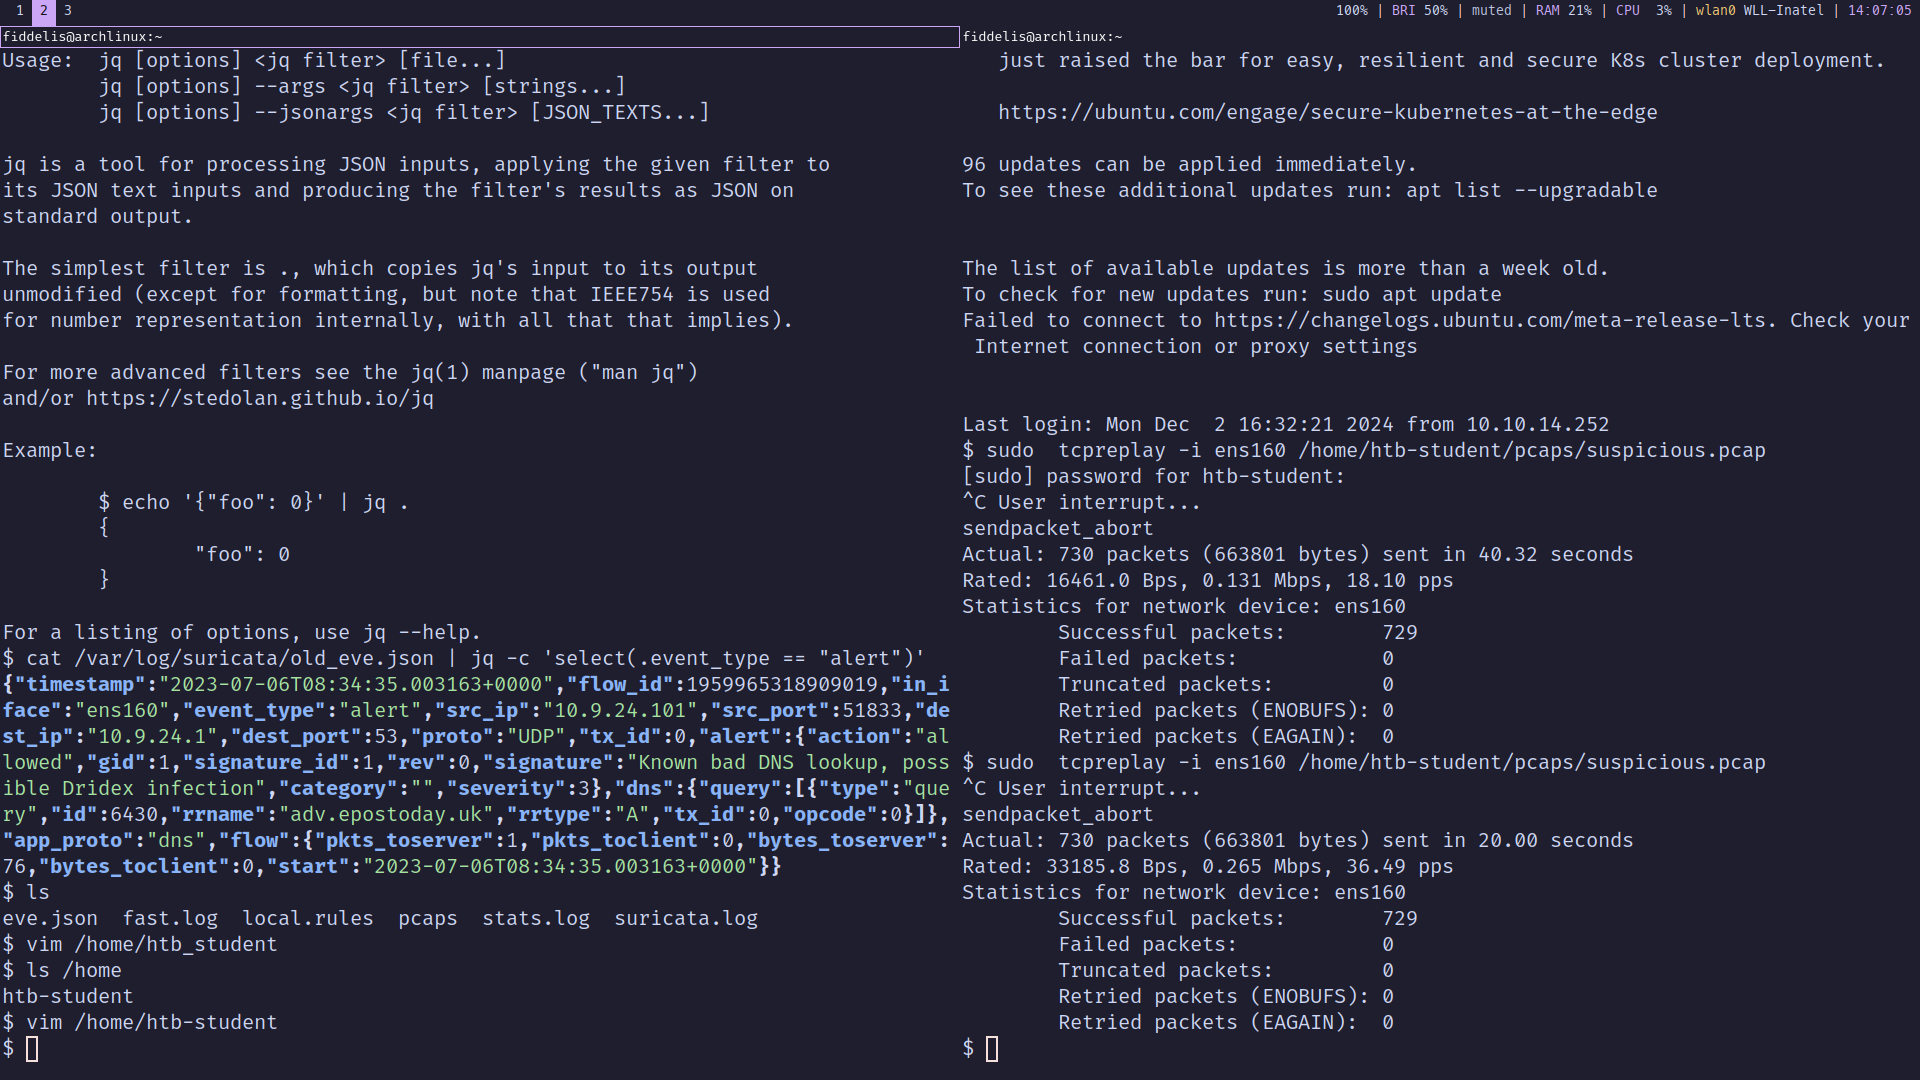 1 2 3
100% | BRI 50% | muted | RAM 21% | CPU 3% | wlan0 WLL-Inatel | 14:07:05
fiddelis@archlinux:~
Usage:  jq [options] <jq filter> [file...]
        jq [options] --args <jq filter> [strings...]
        jq [options] --jsonargs <jq filter> [JSON_TEXTS...]
jq is a tool for processing JSON inputs, applying the given filter to
its JSON text inputs and producing the filter's results as JSON on
standard output.
The simplest filter is ., which copies jq's input to its output
unmodified (except for formatting, but note that IEEE754 is used
for number representation internally, with all that that implies).
For more advanced filters see the jq(1) manpage ("man jq")
and/or https://stedolan.github.io/jq
Example:
        $ echo '{"foo": 0}' | jq .
        {
                "foo": 0
        }
For a listing of options, use jq --help.
$ cat /var/log/suricata/old_eve.json | jq -c 'select(.event_type == "alert")'
{"timestamp":"2023-07-06T08:34:35.003163+0000","flow_id":1959965318909019,"in_i
face":"ens160","event_type":"alert","src_ip":"10.9.24.101","src_port":51833,"de
st_ip":"10.9.24.1","dest_port":53,"proto":"UDP","tx_id":0,"alert":{"action":"al
lowed","gid":1,"signature_id":1,"rev":0,"signature":"Known bad DNS lookup, poss
ible Dridex infection","category":"","severity":3},"dns":{"query":[{"type":"que
ry","id":6430,"rrname":"adv.epostoday.uk","rrtype":"A","tx_id":0,"opcode":0}]},
"app_proto":"dns","flow":{"pkts_toserver":1,"pkts_toclient":0,"bytes_toserver":
76,"bytes_toclient":0,"start":"2023-07-06T08:34:35.003163+0000"}}
$ ls
eve.json  fast.log  local.rules  pcaps  stats.log  suricata.log
$ vim /home/htb_student
$ ls /home
htb-student
$ vim /home/htb-student
$
fiddelis@archlinux:~
   just raised the bar for easy, resilient and secure K8s cluster deployment.
   https://ubuntu.com/engage/secure-kubernetes-at-the-edge
96 updates can be applied immediately.
To see these additional updates run: apt list --upgradable
The list of available updates is more than a week old.
To check for new updates run: sudo apt update
Failed to connect to https://changelogs.ubuntu.com/meta-release-lts. Check your
 Internet connection or proxy settings
Last login: Mon Dec  2 16:32:21 2024 from 10.10.14.252
$ sudo  tcpreplay -i ens160 /home/htb-student/pcaps/suspicious.pcap
[sudo] password for htb-student:
^C User interrupt...
sendpacket_abort
Actual: 730 packets (663801 bytes) sent in 40.32 seconds
Rated: 16461.0 Bps, 0.131 Mbps, 18.10 pps
Statistics for network device: ens160
        Successful packets:        729
        Failed packets:            0
        Truncated packets:         0
        Retried packets (ENOBUFS): 0
        Retried packets (EAGAIN):  0
$ sudo  tcpreplay -i ens160 /home/htb-student/pcaps/suspicious.pcap
^C User interrupt...
sendpacket_abort
Actual: 730 packets (663801 bytes) sent in 20.00 seconds
Rated: 33185.8 Bps, 0.265 Mbps, 36.49 pps
Statistics for network device: ens160
        Successful packets:        729
        Failed packets:            0
        Truncated packets:         0
        Retried packets (ENOBUFS): 0
        Retried packets (EAGAIN):  0
$